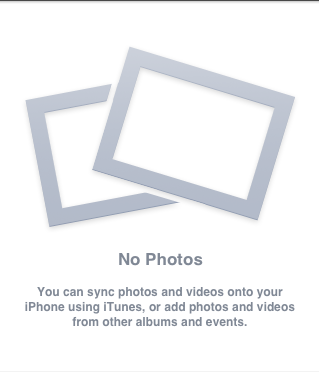 No Photos
You can sync photos and videos onto your
iPhone using iTunes, or add photos and videos
from other albums and events.